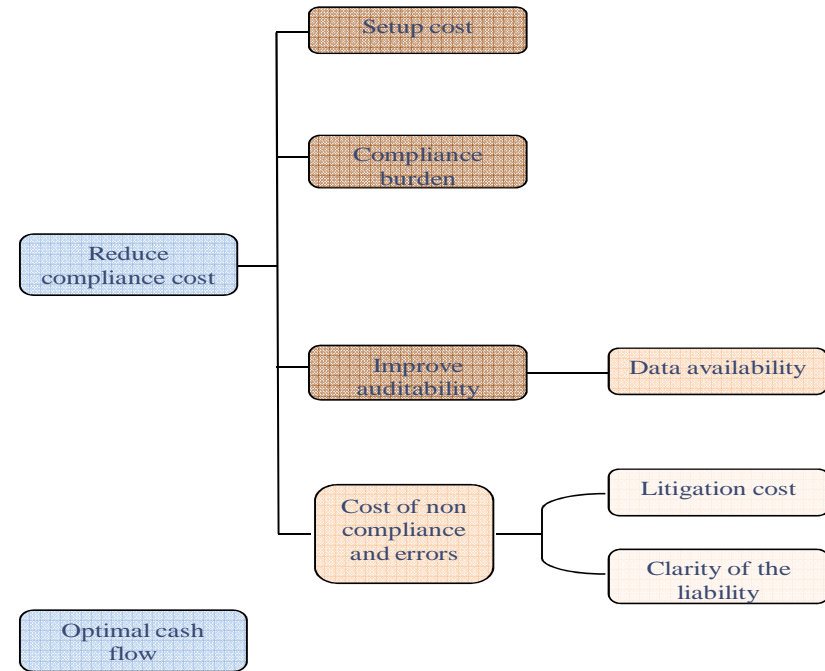 Setup cost
Compliance
burden
Reduce
compliance cost
Improve
auditability
Data availability
Cost of non
compliance
and errors
Litigation cost
Clarity of the
liability
Optimal cash
flow